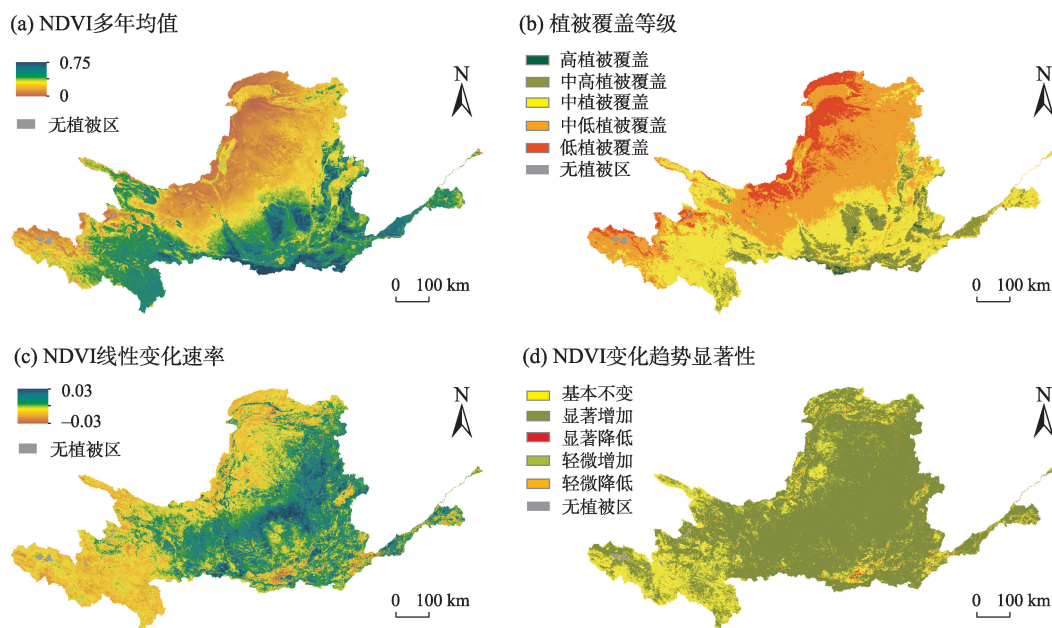 (a) NDVI多年均值
0.75
0
无植被区
N
0 100 km
(b) 植被覆盖等级
高植被覆盖
中高植被覆盖
中植被覆盖
中低植被覆盖
低植被覆盖
无植被区
N
0 100 km
(c) NDVI线性变化速率
0.03
–0.03
无植被区
N
0 100 km
(d) NDVI变化趋势显著性
基本不变
显著增加
显著降低
轻微增加
轻微降低
无植被区
N
0 100 km